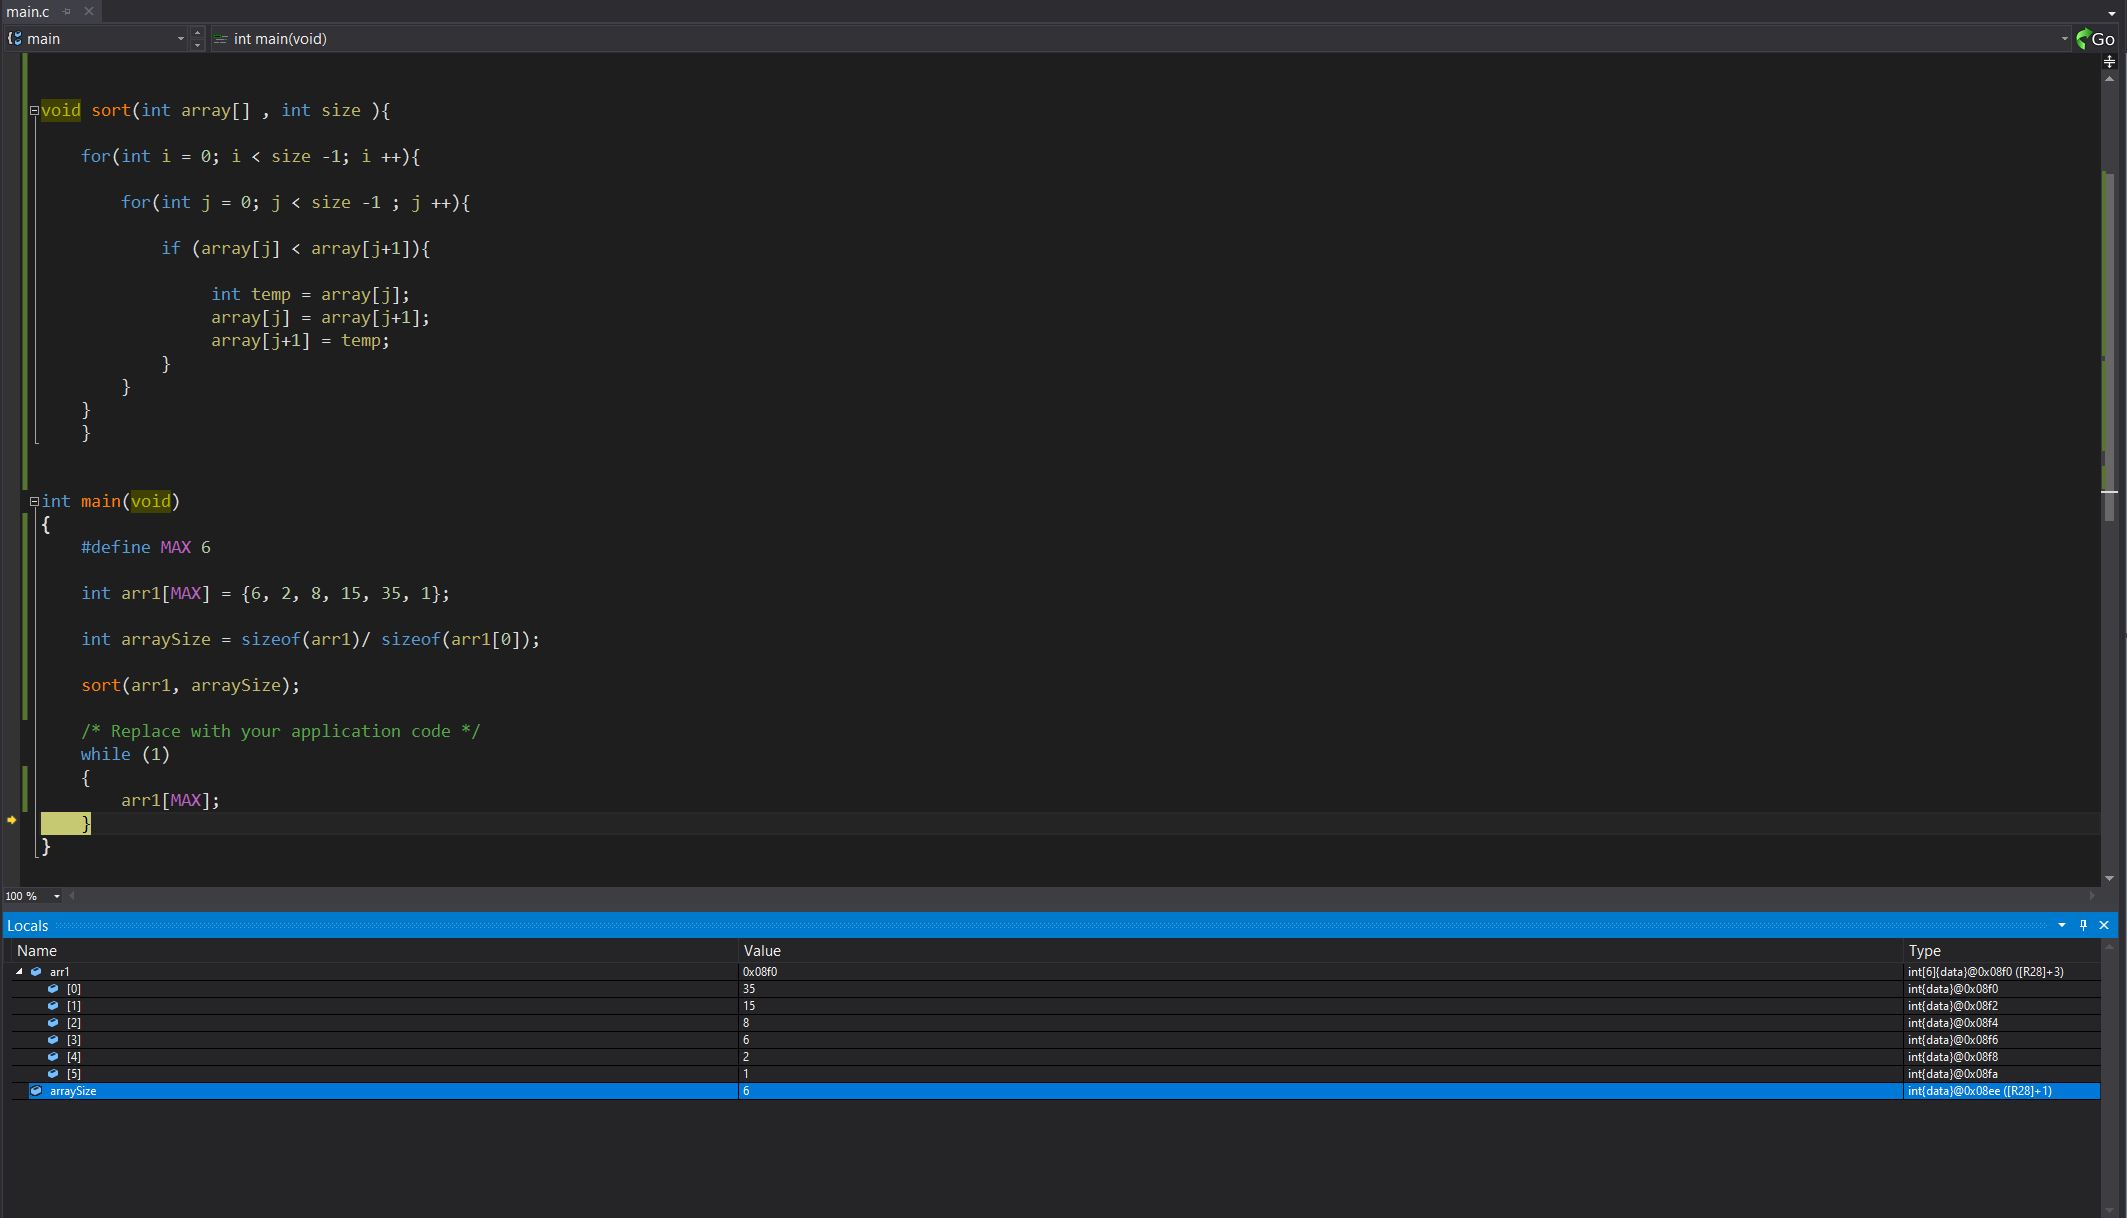 main.c
main
int main(void)
Go
void sort(int array[] , int size ){
for(int i = 0; i < size -1; i ++){
for(int j = 0; j < size -1 ; j ++){
if (array[j] < array[j+1]){
int temp = array[j];
array[j] = array[j+1];
array[j+1] = temp;
}
}
}
}
int main(void)
{
#define MAX 6
int arr1[MAX] = {6, 2, 8, 15, 35, 1};
int arraySize = sizeof(arr1)/ sizeof(arr1[0]);
sort(arr1, arraySize);
/* Replace with your application code */
while (1)
{
arr1[MAX];
}
}
100 %
Locals
Name Value Type
arr1 0x08f0 int[6]{data}@0x08f0 ([R28]+3)
[0] 35 int{data}@0x08f0
[1] 15 int{data}@0x08f2
[2] 8 int{data}@0x08f4
[3] 6 int{data}@0x08f6
[4] 2 int{data}@0x08f8
[5] 1 int{data}@0x08fa
arraySize 6 int{data}@0x08ee ([R28]+1)